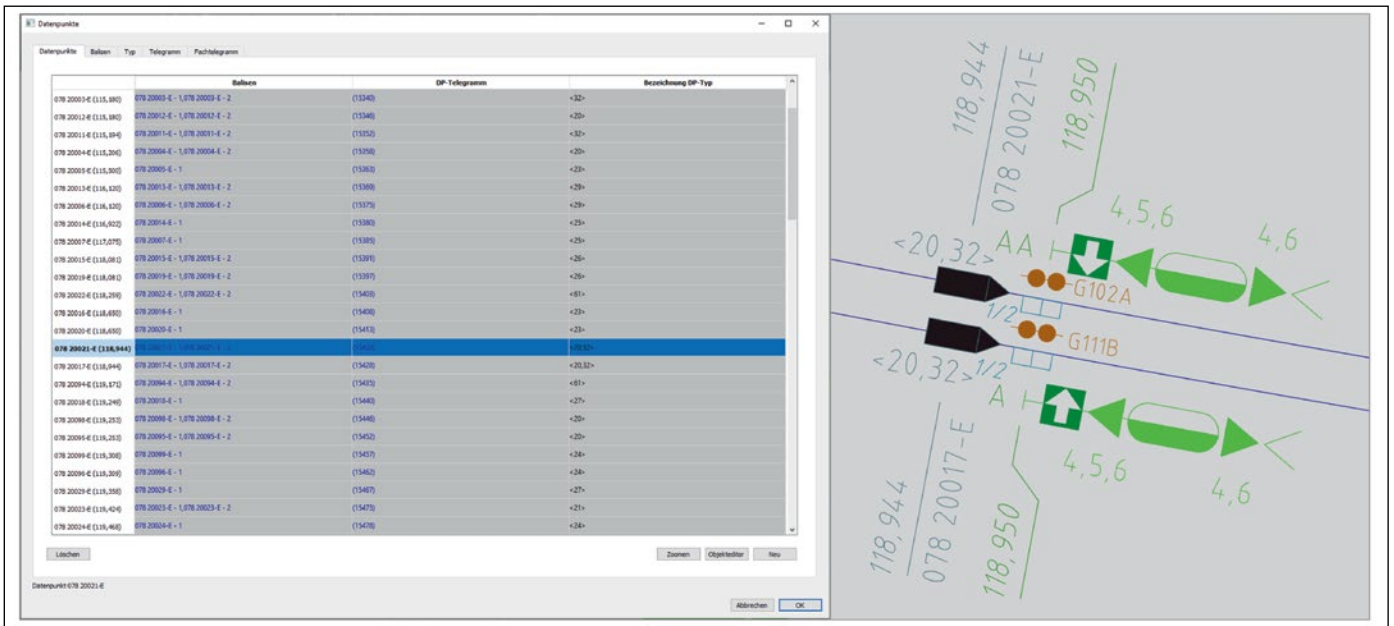 Datenpunkte
Datenpunkte Balisen Typ Telegramm Fachtelegramm
Balisen DP-Telegramm Bezeichnung DP-Typ
078 20003-E (115,180) 078 20003-E - 1,078 20003-E - 2 (15340) <32>
078 20012-E (115,180) 078 20012-E - 1,078 20012-E - 2 (15346) <20>
078 20011-E (115,194) 078 20011-E - 1,078 20011-E - 2 (15352) <32>
078 20004-E (115,206) 078 20004-E - 1,078 20004-E - 2 (15358) <20>
078 20005-E (115,500) 078 20005-E - 1 (15363) <23>
078 20013-E (116,120) 078 20013-E - 1,078 20013-E - 2 (15369) <29>
078 20006-E (116,120) 078 20006-E - 1,078 20006-E - 2 (15375) <29>
078 20014-E (116,922) 078 20014-E - 1 (15380) <25>
078 20007-E (117,075) 078 20007-E - 1 (15385) <25>
078 20015-E (118,081) 078 20015-E - 1,078 20015-E - 2 (15391) <26>
078 20019-E (118,081) 078 20019-E - 1,078 20019-E - 2 (15397) <26>
078 20022-E (118,259) 078 20022-E - 1,078 20022-E - 2 (15403) <61>
078 20016-E (118,650) 078 20016-E - 1 (15408) <23>
078 20020-E (118,650) 078 20020-E - 1 (15413) <23>
078 20021-E (118,944) <20,32>
078 20017-E (118,944) 078 20017-E - 1,078 20017-E - 2 (15428) <20,32>
078 20094-E (119,171) 078 20094-E - 1,078 20094-E - 2 (15435) <61>
078 20018-E (119,246) 078 20018-E - 1 (15440) <27>
078 20098-E (119,253) 078 20098-E - 1,078 20098-E - 2 (15446) <20>
078 20095-E (119,253) 078 20095-E - 1,078 20095-E - 2 (15452) <20>
078 20099-E (119,308) 078 20099-E - 1 (15457) <24>
078 20096-E (119,309) 078 20096-E - 1 (15462) <24>
078 20029-E (119,358) 078 20029-E - 1 (15467) <27>
078 20023-E (119,424) 078 20023-E - 1,078 20023-E - 2 (15473) <21>
078 20024-E (119,468) 078 20024-E - 1 (15478) <24>
Löschen Zoomen Objekteditor Neu
Datenpunkt 078 20021-E
Abbrechen OK
118,944
078 20021-E
118,950
4,5,6
4,6
<20,32>
AA
G102A
1/2
G111B
<20,32>
1/2
A
4,5,6
4,6
118,944
078 20017-E
118,950